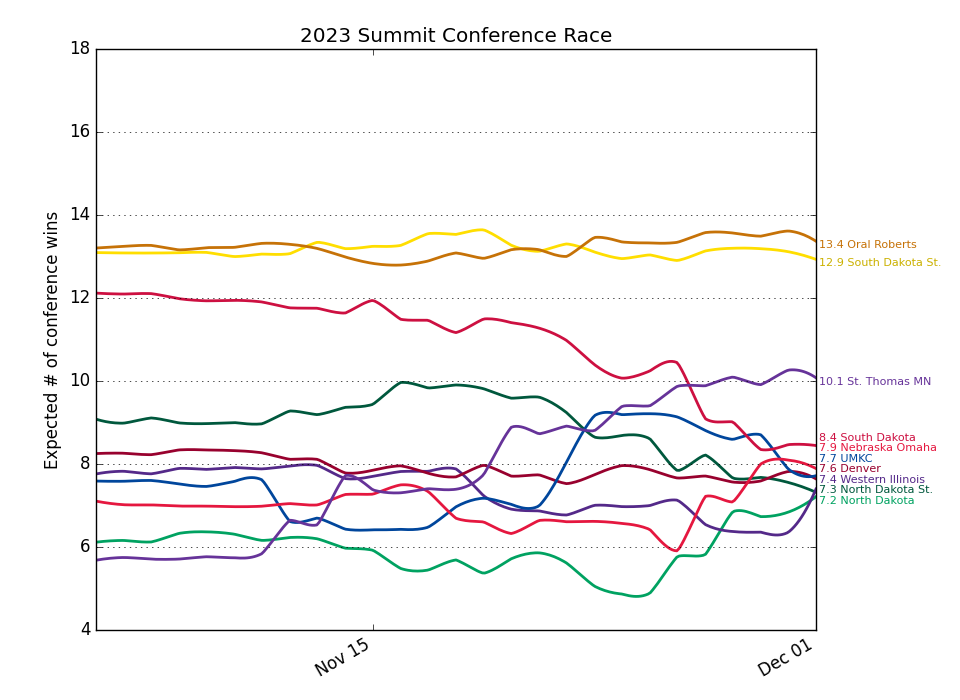 2023 Summit Conference Race
Expected # of conference wins
18
16
14
12
10
8
6
4
Nov 15
Dec 01
13.4 Oral Roberts
12.9 South Dakota St.
10.1 St. Thomas MN
8.4 South Dakota
7.9 Nebraska Omaha
7.7 UMKC
7.6 Denver
7.4 Western Illinois
7.3 North Dakota St.
7.2 North Dakota